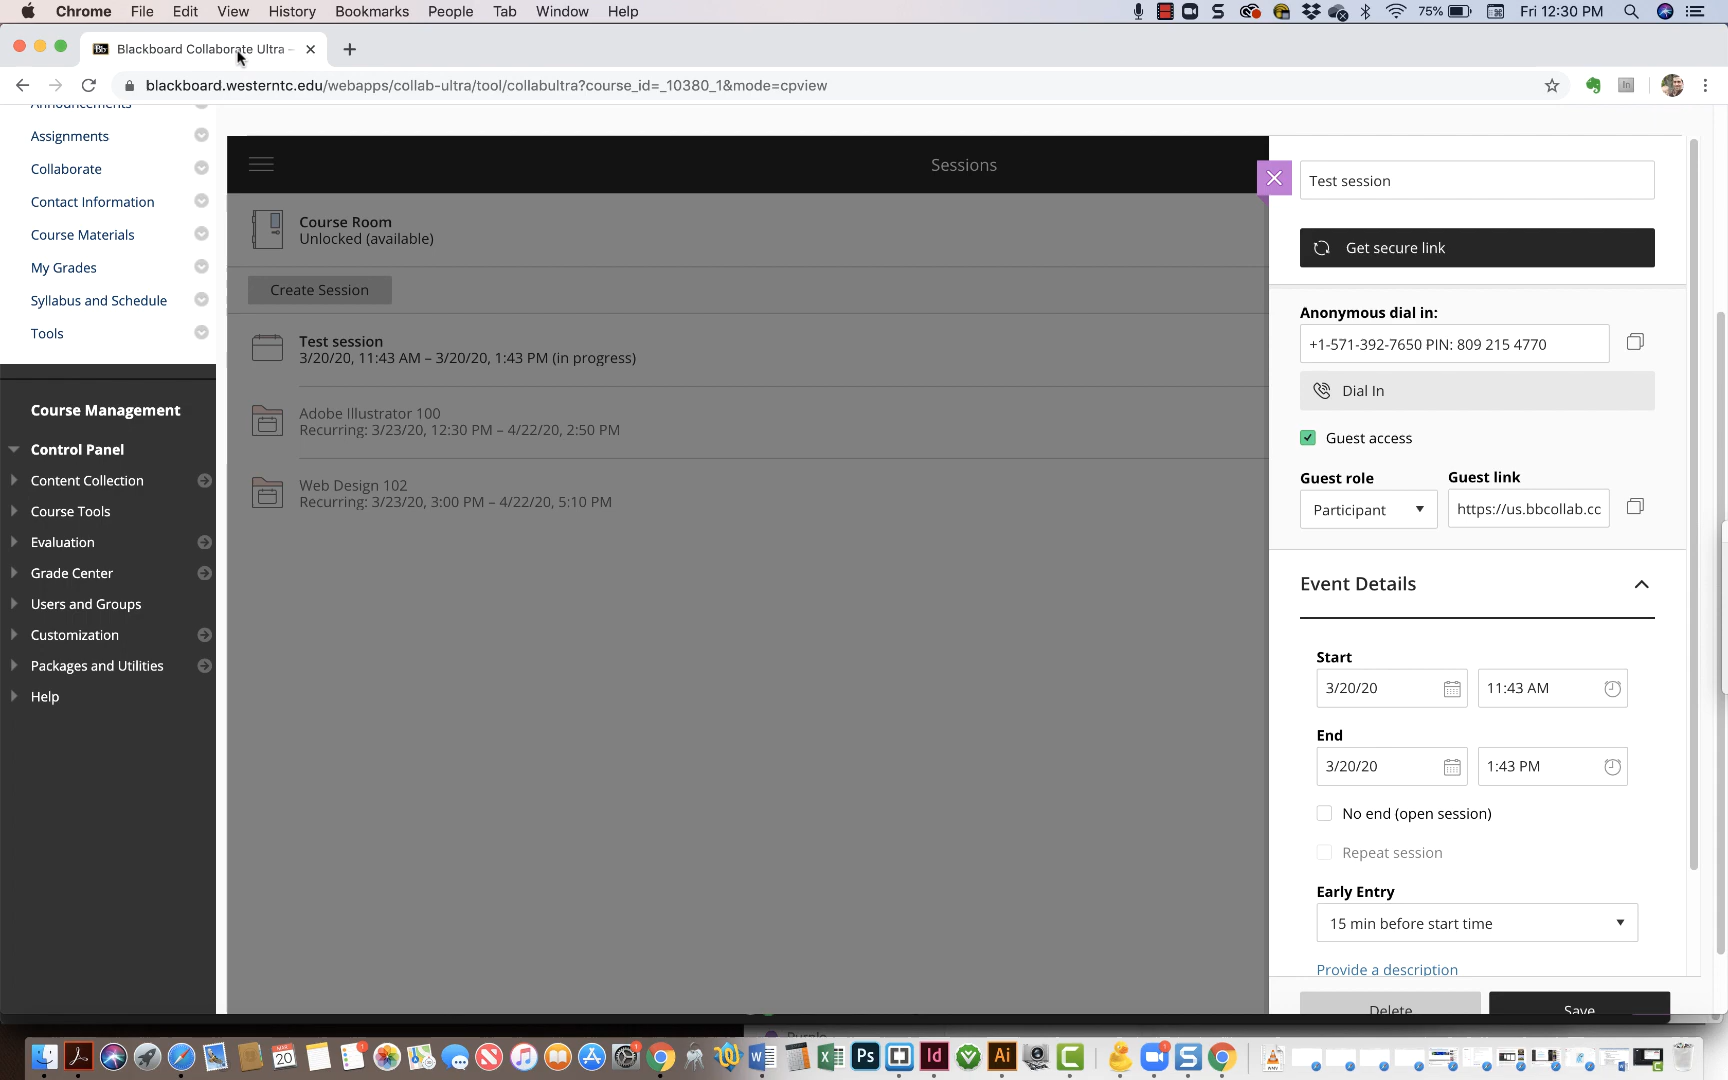 Chrome File Edit View History Bookmarks People Tab Window Help 75% Fri 12:30 PM
Blackboard Collaborate Ultra –
blackboard.westerntc.edu/webapps/collab-ultra/tool/collabultra?course_id=_10380_1&mode=cpview
Announcements
Assignments
Collaborate
Contact Information
Course Materials
My Grades
Syllabus and Schedule
Tools
Course Management
Control Panel
Content Collection
Course Tools
Evaluation
Grade Center
Users and Groups
Customization
Packages and Utilities
Help
Sessions
Course Room
Unlocked (available)
Create Session
Test session
3/20/20, 11:43 AM – 3/20/20, 1:43 PM (in progress)
Adobe Illustrator 100
Recurring: 3/23/20, 12:30 PM – 4/22/20, 2:50 PM
Web Design 102
Recurring: 3/23/20, 3:00 PM – 4/22/20, 5:10 PM
Test session
Get secure link
Anonymous dial in:
+1-571-392-7650 PIN: 809 215 4770
Dial In
Guest access
Guest role Guest link
Participant https://us.bbcollab.cc
Event Details
Start
3/20/20 11:43 AM
End
3/20/20 1:43 PM
No end (open session)
Repeat session
Early Entry
15 min before start time
Provide a description
Delete Save
Purple